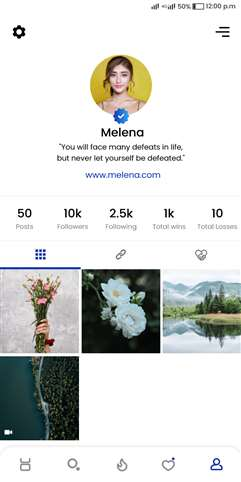 4G 50% 12:00 p.m
Melena
"You will face many defeats in life,
but never let yourself be defeated."
www.melena.com
50 10k 2.5k 1k 10
Posts Followers Following Total wins Total Losses